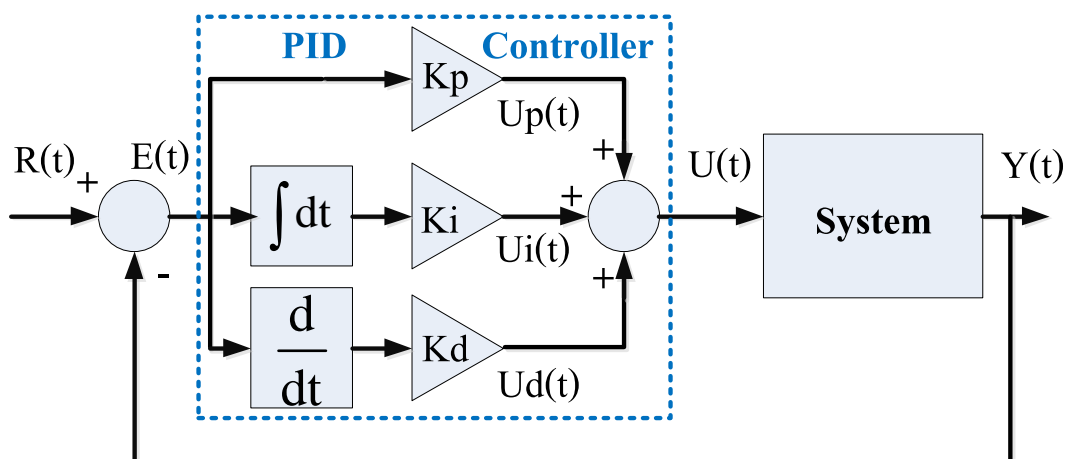 PID Controller
Kp
Up(t)
R(t)
+
E(t)
+
U(t)
Y(t)
∫dt
Ki
+
Ui(t)
System
-
+
d
dt
Kd
Ud(t)